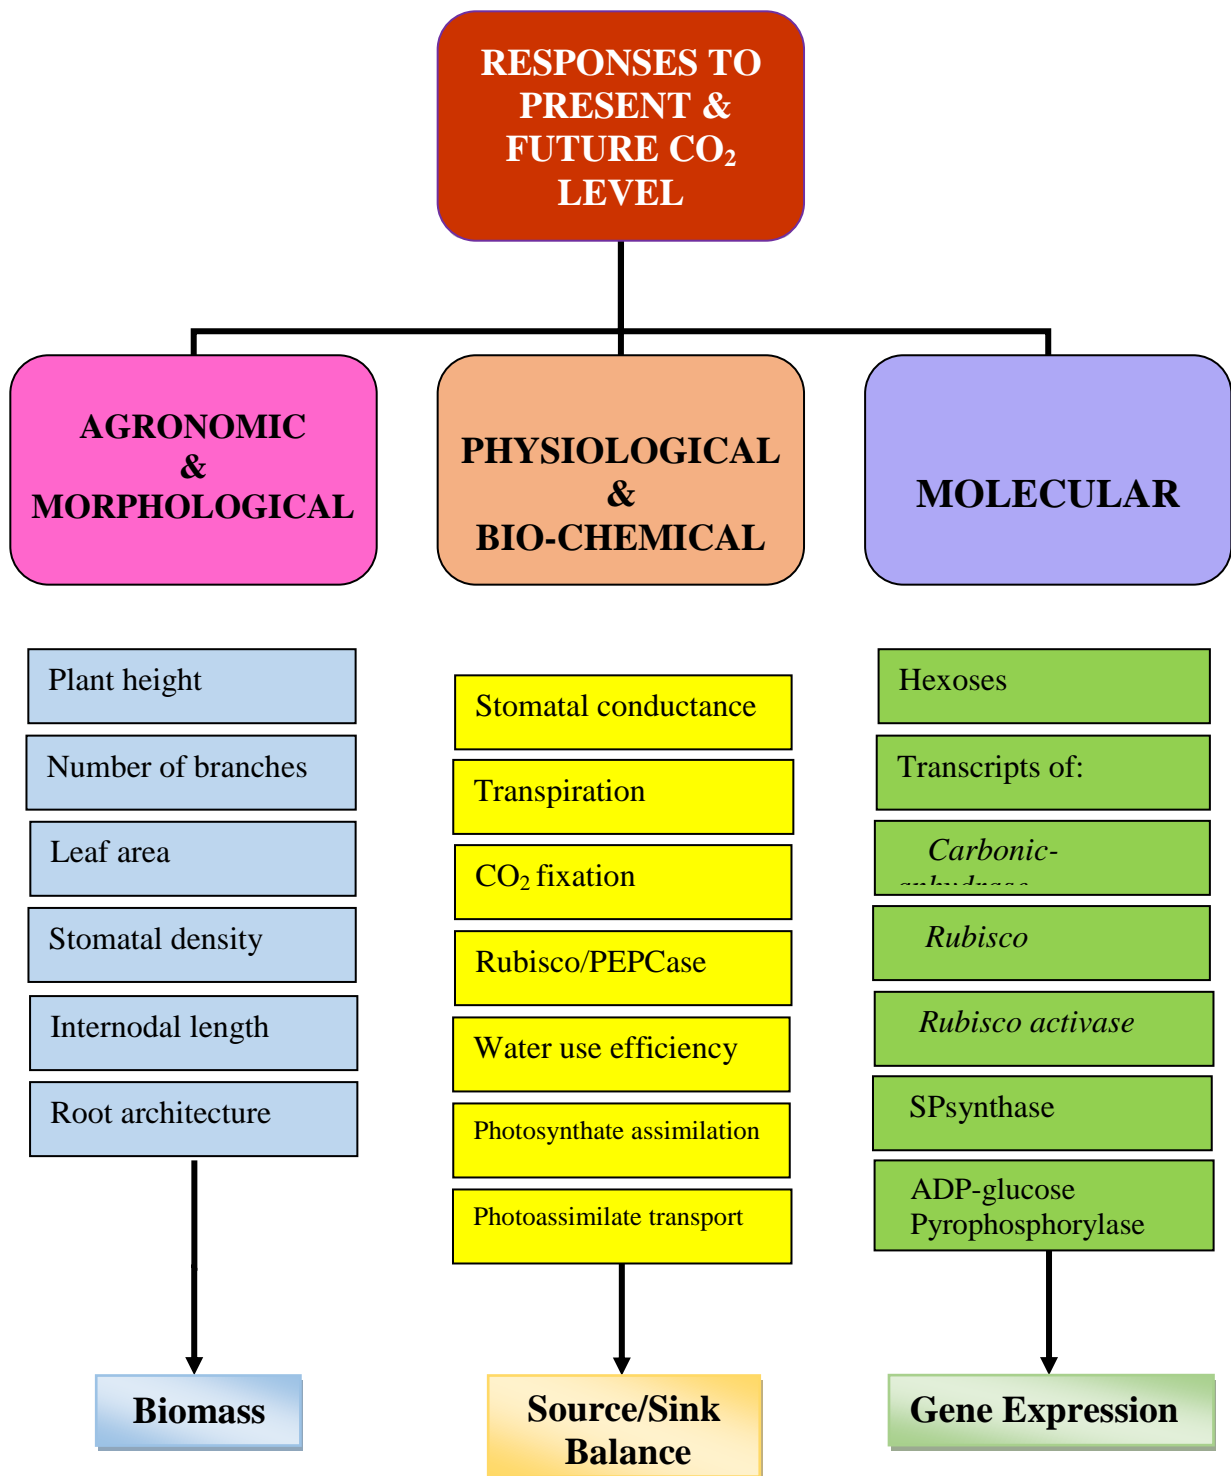 RESPONSES TO
PRESENT &
FUTURE CO₂
LEVEL
AGRONOMIC
&
MORPHOLOGICAL
PHYSIOLOGICAL
&
BIO-CHEMICAL
MOLECULAR
Plant height
Number of branches
Leaf area
Stomatal density
Internodal length
Root architecture
Biomass
Stomatal conductance
Transpiration
CO₂ fixation
Rubisco/PEPCase
Water use efficiency
Photosynthate assimilation
Photoassimilate transport
Source/Sink
Balance
Hexoses
Transcripts of:
Carbonic-
anhydrase
Rubisco
Rubisco activase
SPsynthase
ADP-glucose
Pyrophosphorylase
Gene Expression